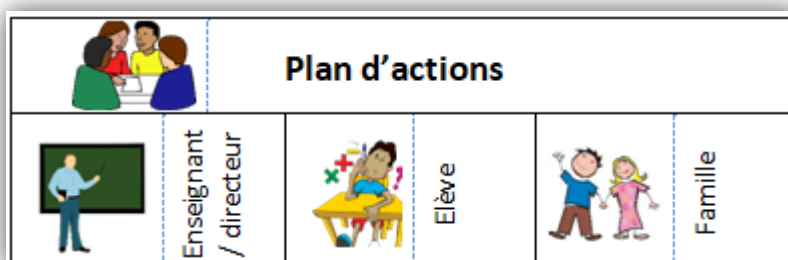 Plan d’actions
Enseignant
/ directeur
Elève
Famille